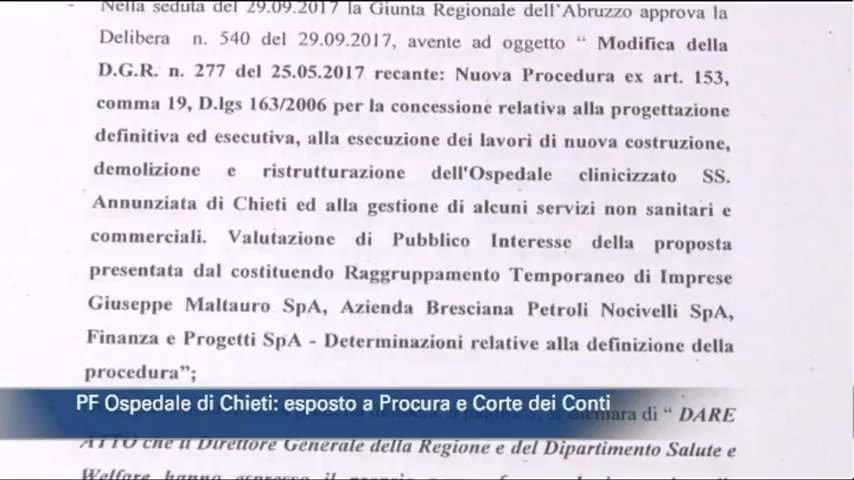 - Nella seduta del 29.09.2017 la Giunta Regionale dell'Abruzzo approva la
Delibera n. 540 del 29.09.2017, avente ad oggetto “ Modifica della
D.G.R. n. 277 del 25.05.2017 recante: Nuova Procedura ex art. 153,
comma 19, D.lgs 163/2006 per la concessione relativa alla progettazione
definitiva ed esecutiva, alla esecuzione dei lavori di nuova costruzione,
demolizione e ristrutturazione dell'Ospedale clinicizzato SS.
Annunziata di Chieti ed alla gestione di alcuni servizi non sanitari e
commerciali. Valutazione di Pubblico Interesse della proposta
presentata dal costituendo Raggruppamento Temporaneo di Imprese
Giuseppe Maltauro SpA, Azienda Bresciana Petroli Nocivelli SpA,
Finanza e Progetti SpA - Determinazioni relative alla definizione della
procedura”;
PF Ospedale di Chieti: esposto a Procura e Corte dei Conti
di “ DARE
ATTO che il Direttore Generale della Regione e del Dipartimento Salute e
Welfare hanno espresso il